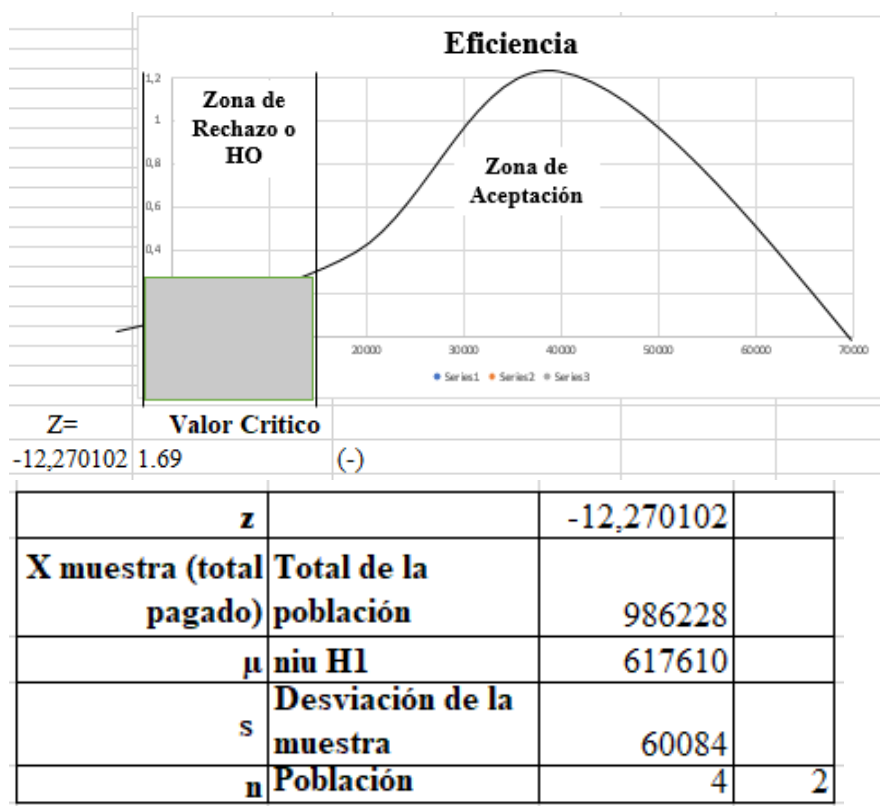 Eficiencia
1,2
1
0,8
0,6
0,4
Zona de
Rechazo o
HO
Zona de
Aceptación
20000 30000 40000 50000 60000 70000
Series1 Series2 Series3
Z= Valor Critico
-12,270102 1.69 (-)
z -12,270102
X muestra (total pagado) Total de la población 986228
µ niu H1 617610
s Desviación de la muestra 60084
n Población 4 2